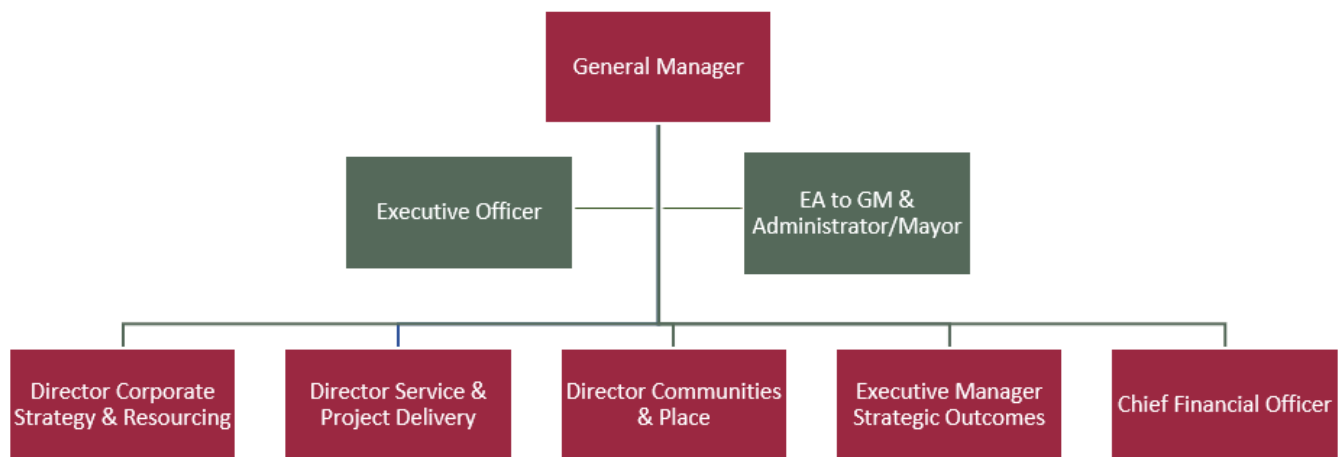 General Manager
Executive Officer
EA to GM &
Administrator/Mayor
Director Corporate
Strategy & Resourcing
Director Service &
Project Delivery
Director Communities
& Place
Executive Manager
Strategic Outcomes
Chief Financial Officer